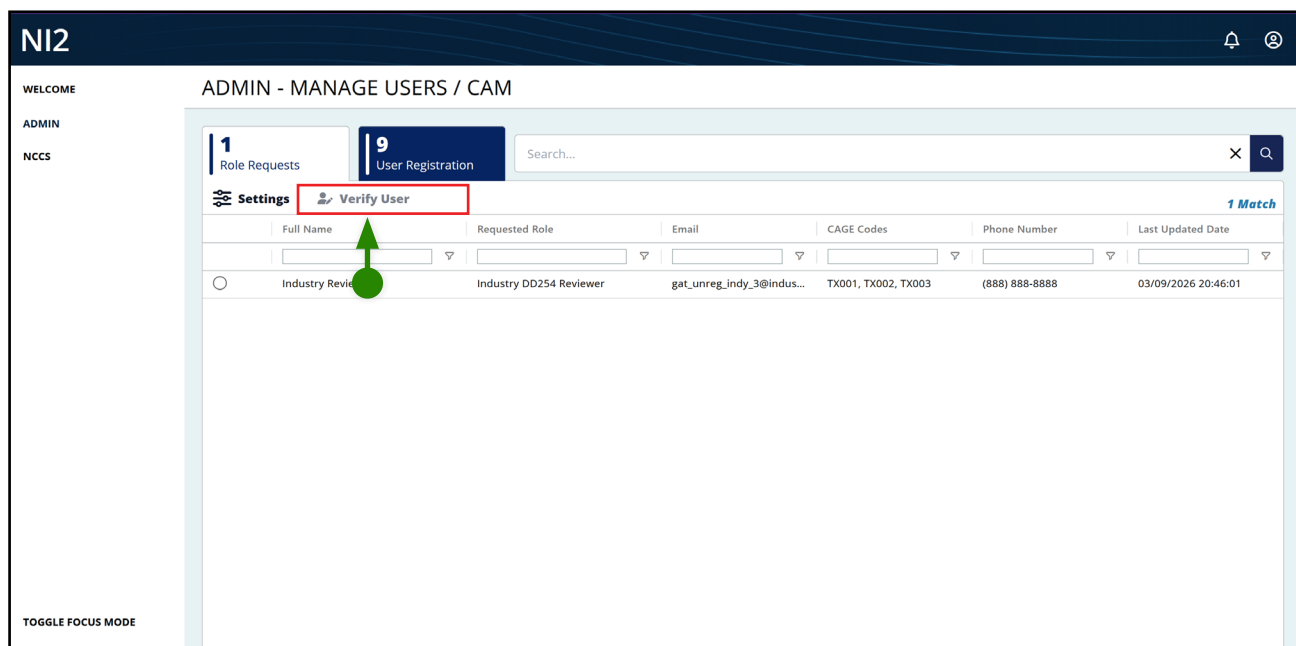 NI2
WELCOME
ADMIN
NCCS
TOGGLE FOCUS MODE
ADMIN - MANAGE USERS / CAM
1
Role Requests
9
User Registration
Search...
Settings
Verify User
1 Match
Full Name Requested Role Email CAGE Codes Phone Number Last Updated Date
Industry Industry DD254 Reviewer gat_unreg_indy_3@indus... TX001, TX002, TX003 (888) 888-8888 03/09/2026 20:46:01